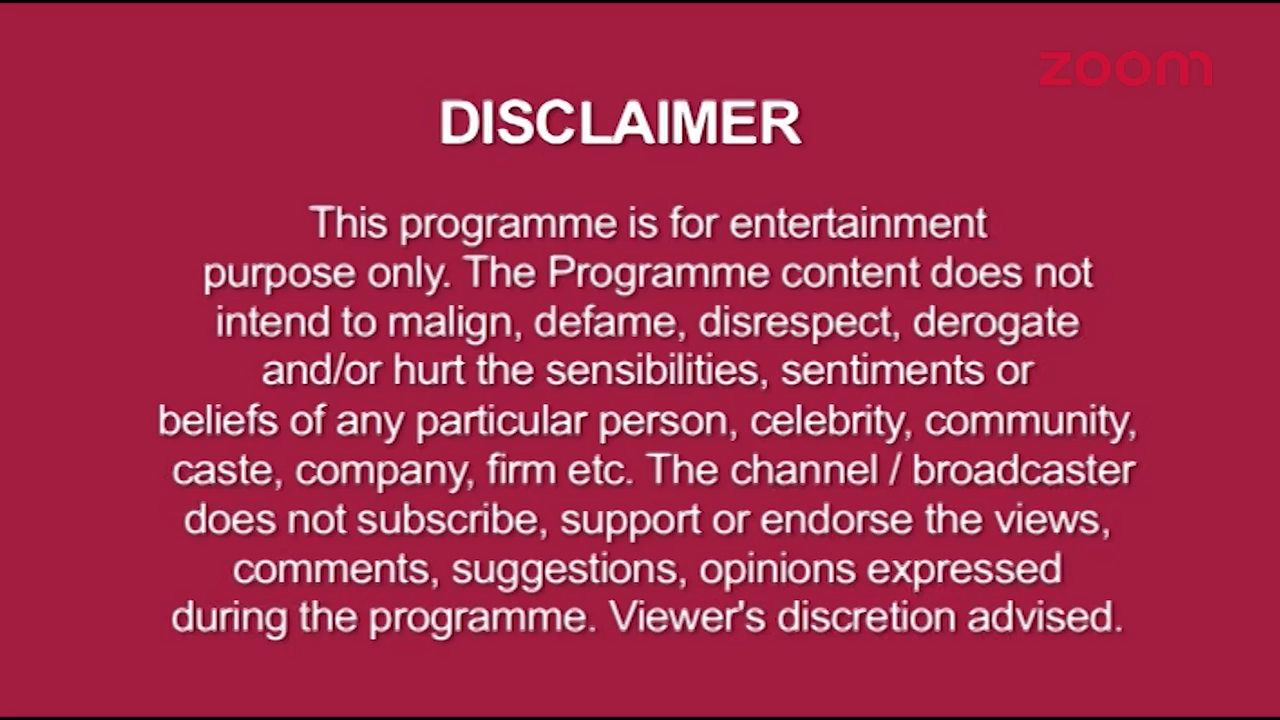 zoom
DISCLAIMER
This programme is for entertainment
purpose only. The Programme content does not
intend to malign, defame, disrespect, derogate
and/or hurt the sensibilities, sentiments or
beliefs of any particular person, celebrity, community,
caste, company, firm etc. The channel / broadcaster
does not subscribe, support or endorse the views,
comments, suggestions, opinions expressed
during the programme. Viewer's discretion advised.